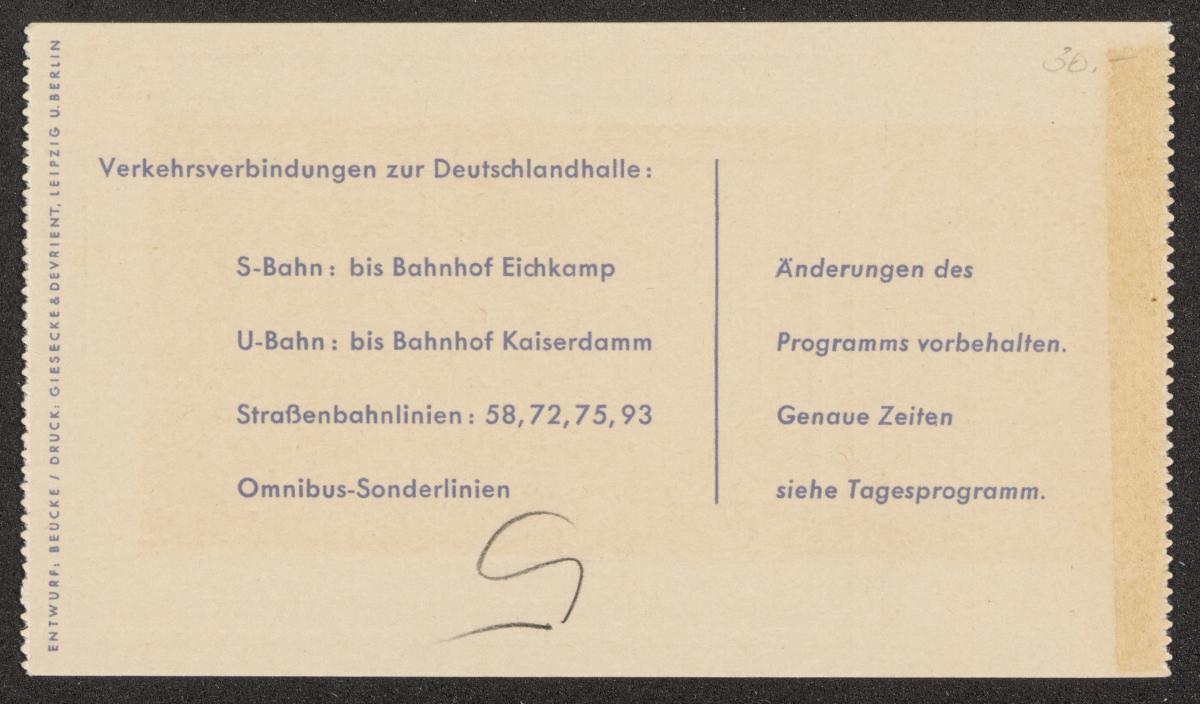 30.-
Verkehrsverbindungen zur Deutschlandhalle:
S-Bahn: bis Bahnhof Eichkamp
U-Bahn: bis Bahnhof Kaiserdamm
Straßenbahnlinien: 58, 72, 75, 93
Omnibus-Sonderlinien
Änderungen des
Programms vorbehalten.
Genaue Zeiten
siehe Tagesprogramm.
ENTWURF: BEUCKE / DRUCK: GIESECKE & DEVRIENT, LEIPZIG U. BERLIN